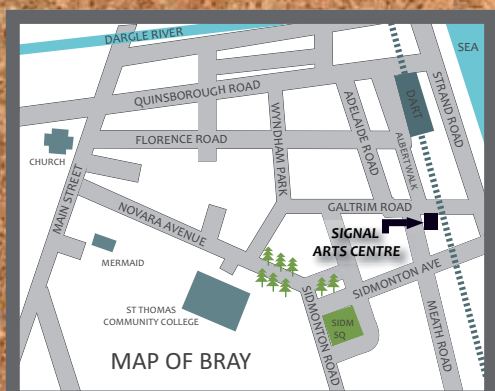 DARGLE RIVER
SEA
QUINSBOROUGH ROAD
DART
STRAND ROAD
WYNDHAM PARK
ADELAIDE ROAD
FLORENCE ROAD
ALBERT WALK
CHURCH
MAIN STREET
NOVARA AVENUE
GALTRIM ROAD
SIGNAL
ARTS CENTRE
MERMAID
SIDMONTON AVE
ST THOMAS
COMMUNITY COLLEGE
SIDMONTON ROAD
SIDM
SQ
MEATH ROAD
MAP OF BRAY